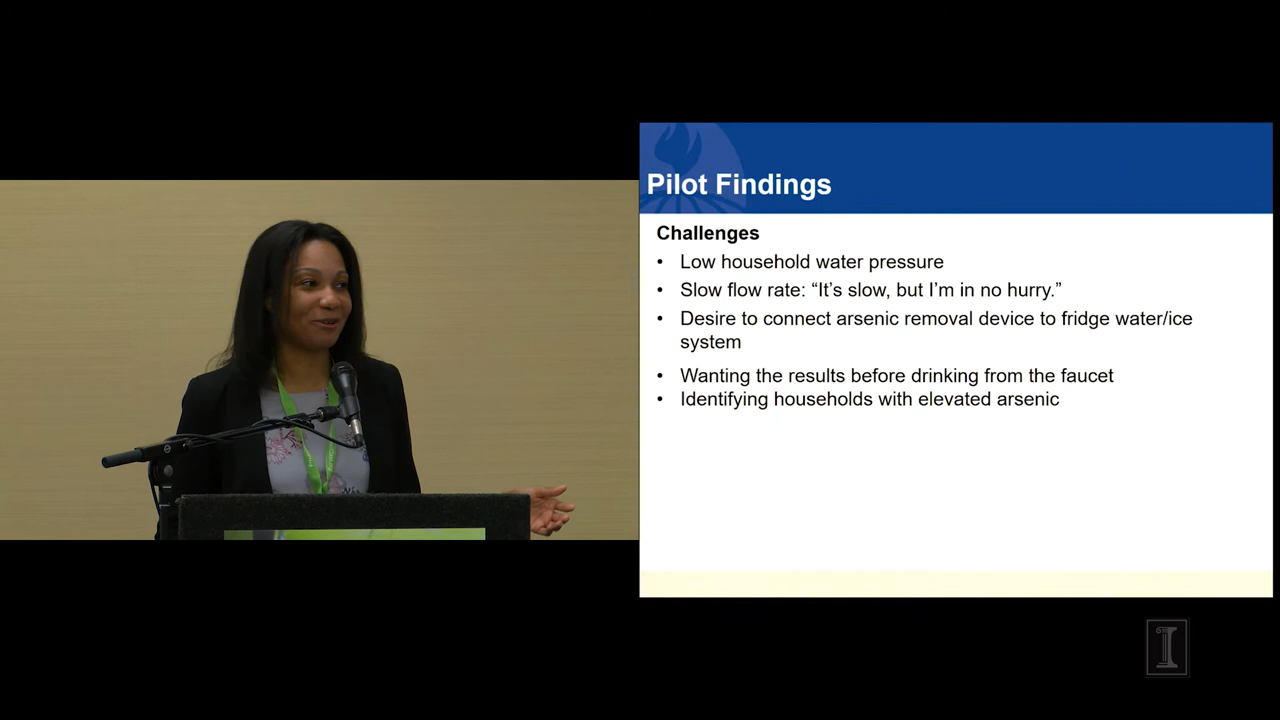 Pilot Findings
Challenges
• Low household water pressure
• Slow flow rate: “It’s slow, but I’m in no hurry.”
• Desire to connect arsenic removal device to fridge water/ice
system
• Wanting the results before drinking from the faucet
• Identifying households with elevated arsenic
I